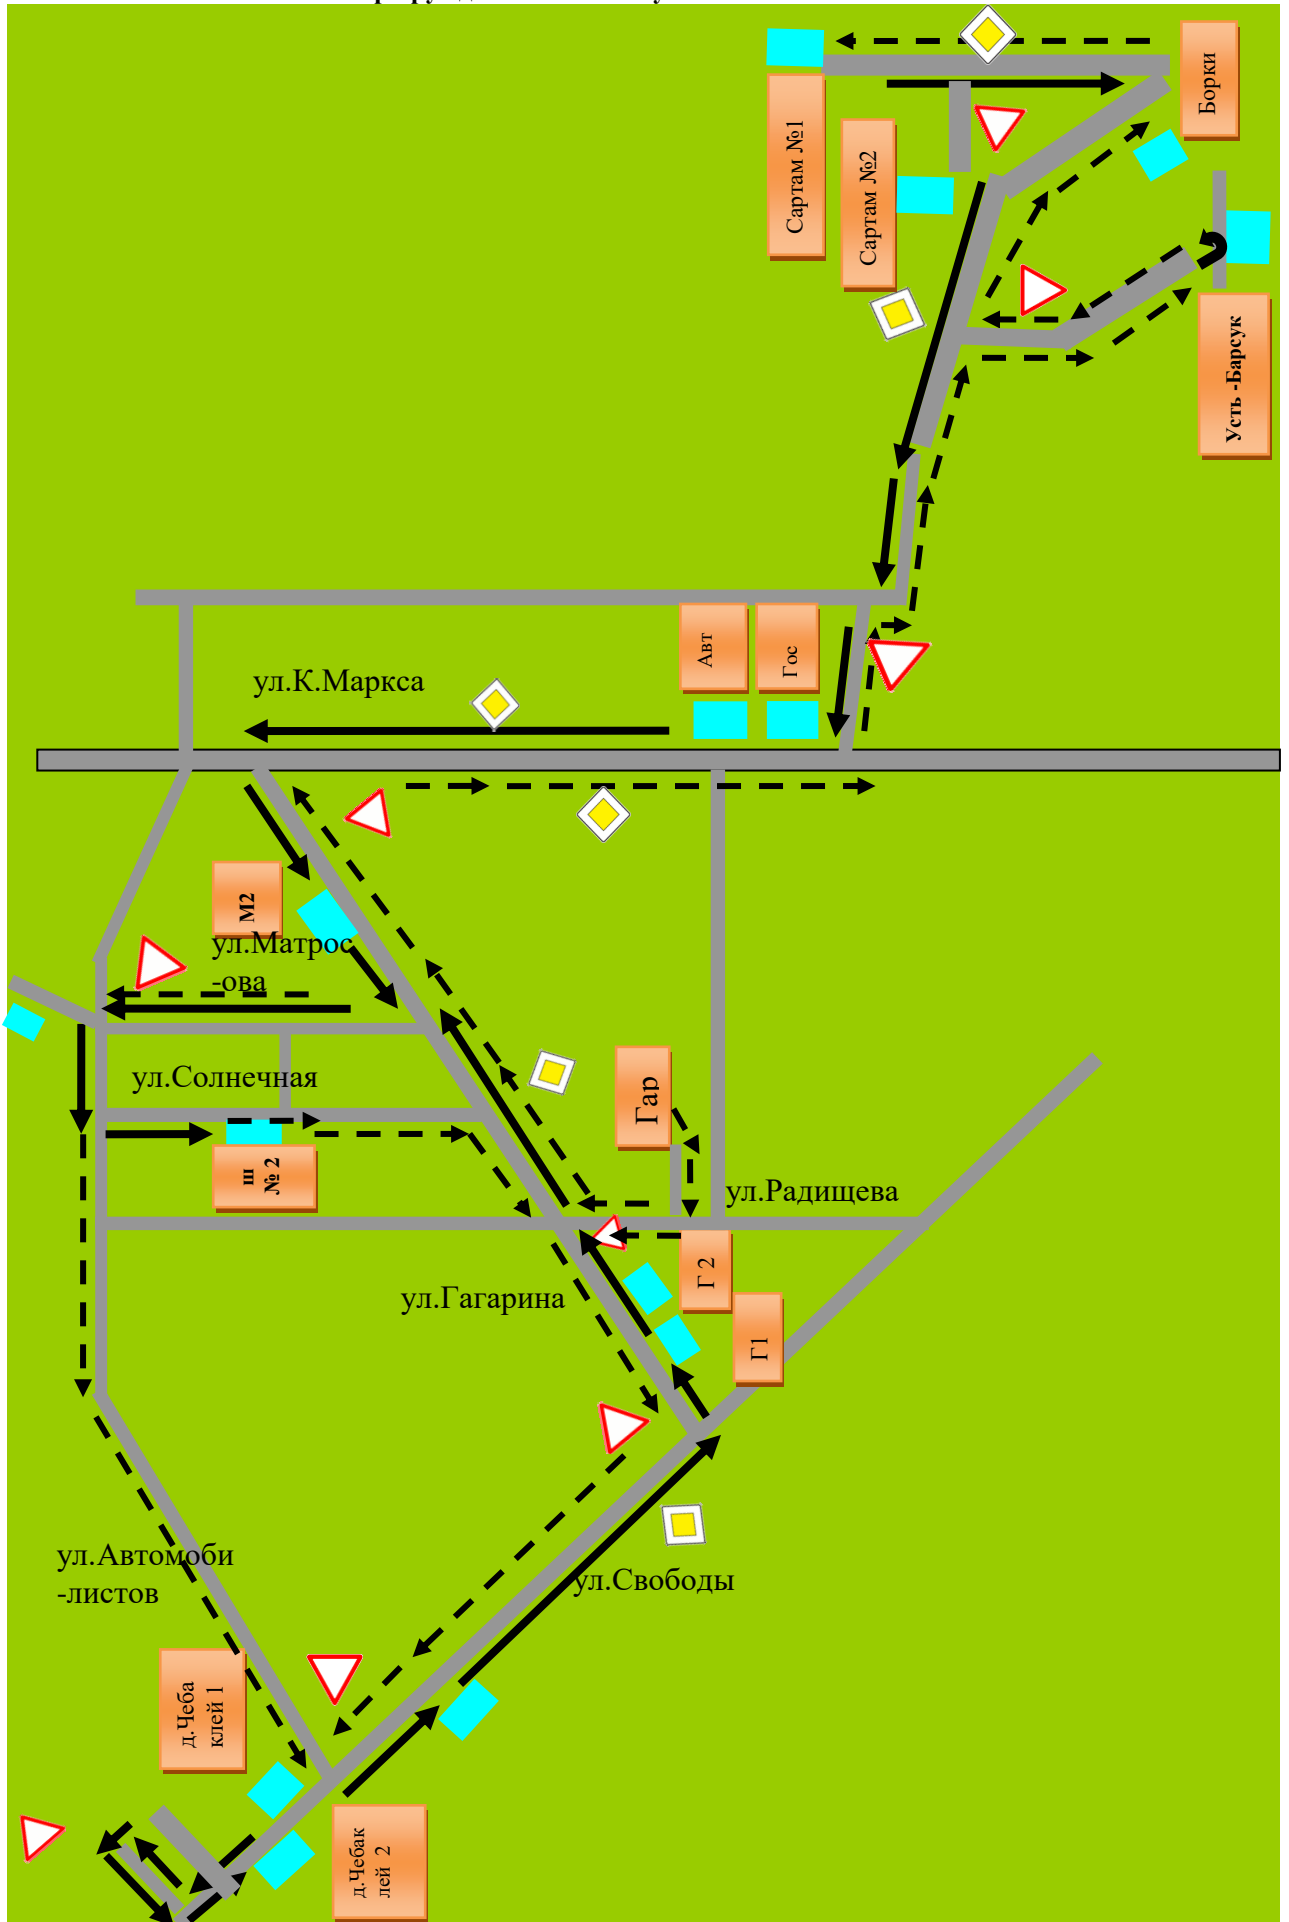 Борки
Сартам №1
Сартам №2
Усть -Барсук
Авт
Гос
ул.К.Маркса
М2
ул.Матрос
-ова
ул.Солнечная
Гар
ш
№ 2
ул.Радищева
Г 2
ул.Гагарина
Г1
ул.Автомоби
-листов
ул.Свободы
д.Чеба
клей 1
д.Чебак
лей 2